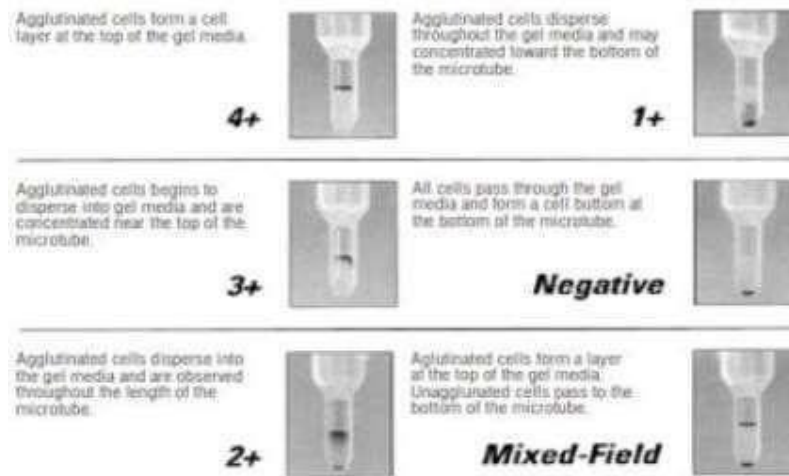 Agglutinated cells form a cell
layer at the top of the gel media.
4+
Agglutinated cells disperse
throughout the gel media and may
concentrated toward the bottom of
the microtube.
1+
Agglutinated cells begins to
disperse into gel media and are
concentrated near the top of the
microtube.
3+
All cells pass through the gel
media and form a cell button at
the bottom of the microtube.
Negative
Agglutinated cells disperse into
the gel media and are observed
throughout the length of the
microtube.
2+
Aglutinated cells form a layer
at the top of the gel media.
Unagglunated cells pass to the
bottom of the microtube.
Mixed-Field